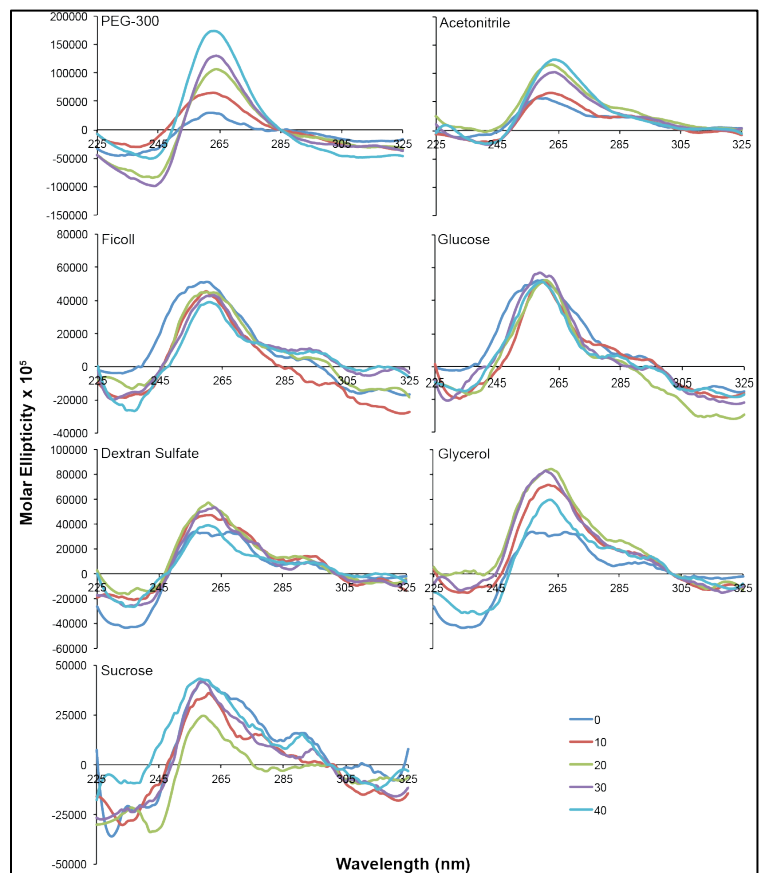 PEG-300
200000
150000
100000
50000
0
-50000
-100000
-150000
225 245 265 285 305 325
Acetonitrile
225 245 265 285 305 325
Ficoll
80000
60000
40000
20000
0
-20000
-40000
225 245 265 285 305 325
Glucose
225 245 265 285 305 325
Dextran Sulfate
100000
80000
60000
40000
20000
0
-20000
-40000
-60000
225 245 265 285 305 325
Glycerol
225 245 265 285 305 325
Sucrose
50000
25000
0
-25000
-50000
225 245 265 285 305 325
0
10
20
30
40
Molar Ellipticity x 10⁵
Wavelength (nm)